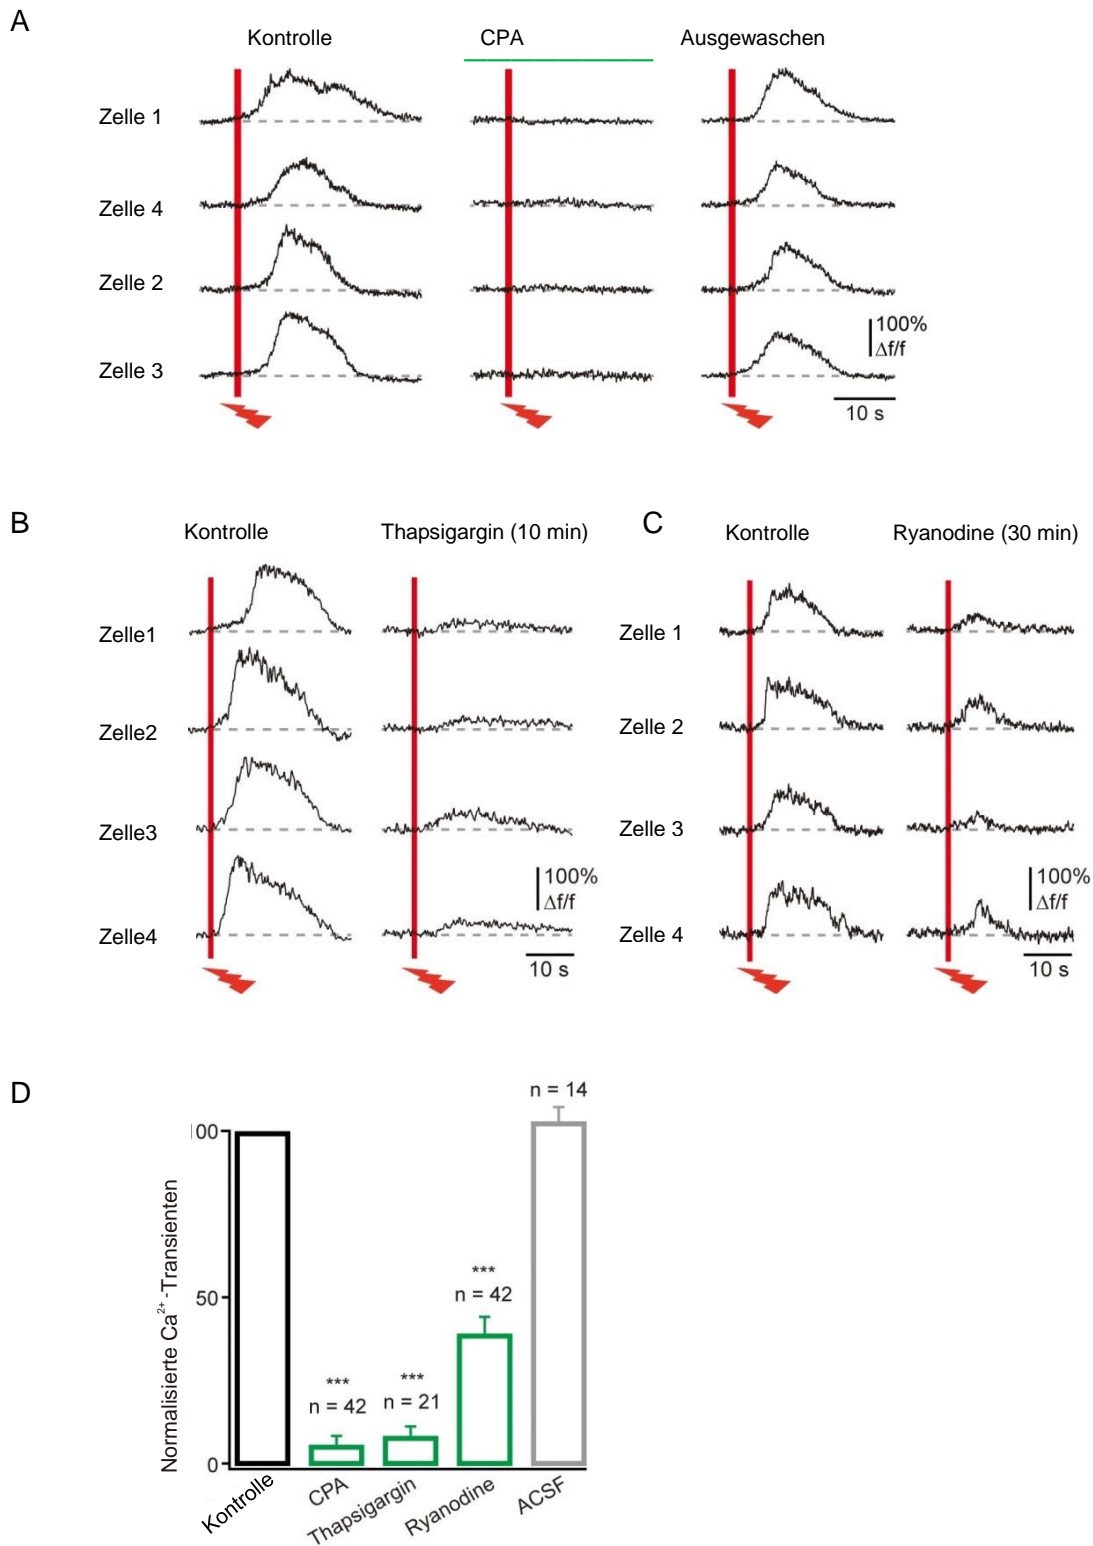 A
Kontrolle
CPA
Ausgewaschen
Zelle 1
Zelle 4
Zelle 2
Zelle 3
100%
Δf/f
10 s
B
Kontrolle
Thapsigargin (10 min)
Zelle1
Zelle2
Zelle3
Zelle4
100%
Δf/f
10 s
C
Kontrolle
Ryanodine (30 min)
Zelle 1
Zelle 2
Zelle 3
Zelle 4
100%
Δf/f
10 s
D
Normalisierte Ca²⁺-Transienten
100
50
0
***
n = 42
***
n = 21
***
n = 42
n = 14
Kontrolle
CPA
Thapsigargin
Ryanodine
ACSF